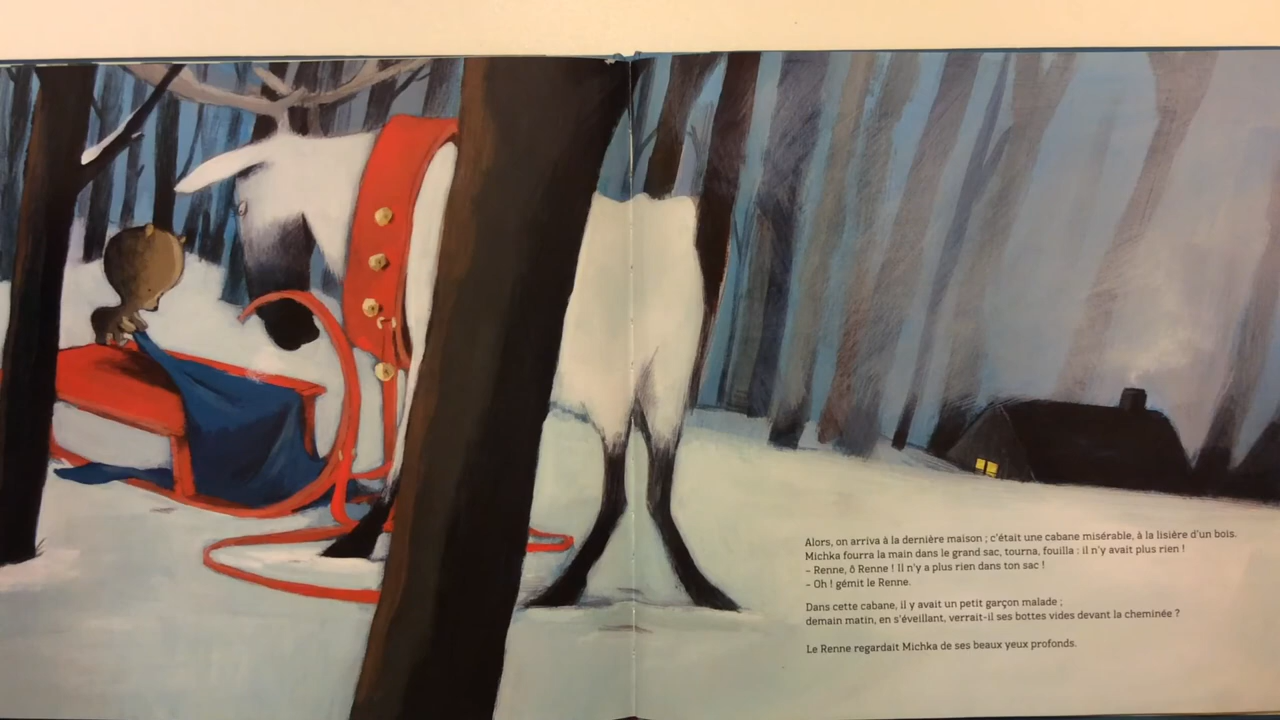 Alors, on arriva à la dernière maison ; c'était une cabane misérable, à la lisière d'un bois.
Michka fourra la main dans le grand sac, tourna, fouilla : il n'y avait plus rien !
– Renne, ô Renne ! Il n'y a plus rien dans ton sac !
– Oh ! gémit le Renne.
Dans cette cabane, il y avait un petit garçon malade ;
demain matin, en s'éveillant, verrait-il ses bottes vides devant la cheminée ?
Le Renne regardait Michka de ses beaux yeux profonds.